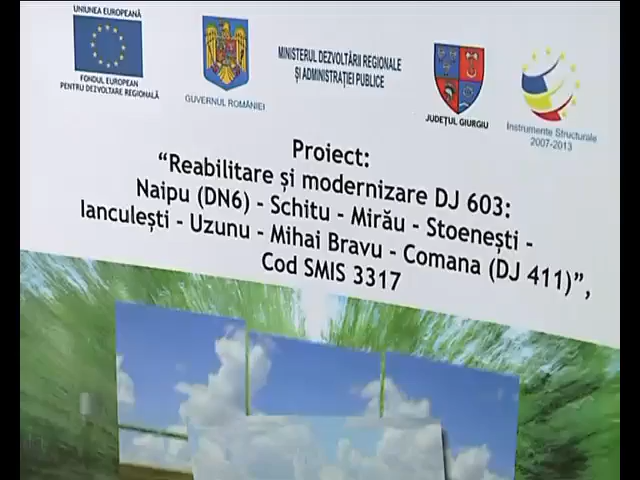 UNIUNEA EUROPEANĂ
FONDUL EUROPEAN
PENTRU DEZVOLTARE REGIONALĂ
GUVERNUL ROMÂNIEI
MINISTERUL DEZVOLTĂRII REGIONALE
ȘI ADMINISTRAȚIEI PUBLICE
JUDEȚUL GIURGIU
Instrumente Structurale
2007-2013
Proiect:
“Reabilitare și modernizare DJ 603:
Naipu (DN6) - Schitu - Mirău - Stoenești -
Ianculești - Uzunu - Mihai Bravu - Comana (DJ 411)”,
Cod SMIS 3317